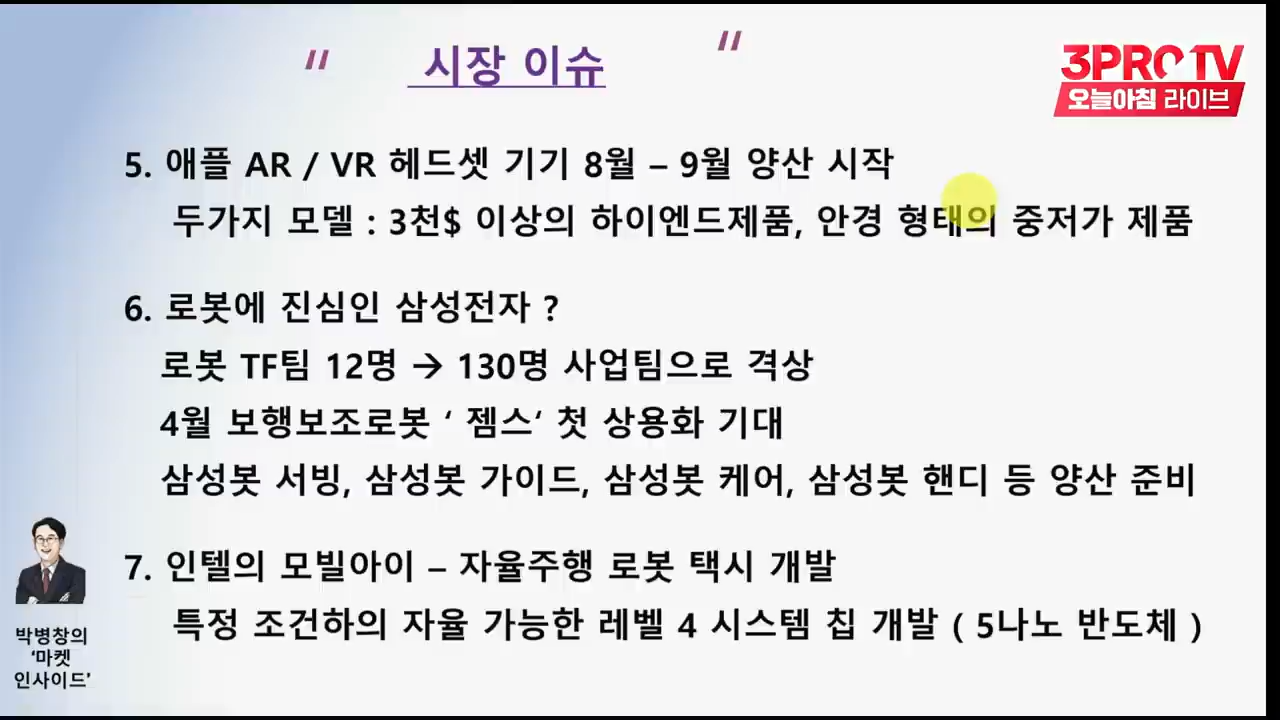 " 시장 이슈 "
3PRO TV
오늘아침 라이브
5. 애플 AR / VR 헤드셋 기기 8월 – 9월 양산 시작
두가지 모델 : 3천$ 이상의 하이엔드제품, 안경 형태의 중저가 제품
6. 로봇에 진심인 삼성전자 ?
로봇 TF팀 12명 → 130명 사업팀으로 격상
4월 보행보조로봇 ‘ 젬스‘ 첫 상용화 기대
삼성봇 서빙, 삼성봇 가이드, 삼성봇 케어, 삼성봇 핸디 등 양산 준비
7. 인텔의 모빌아이 – 자율주행 로봇 택시 개발
특정 조건하의 자율 가능한 레벨 4 시스템 칩 개발 ( 5나노 반도체 )
박병창의
‘마켓
인사이드’